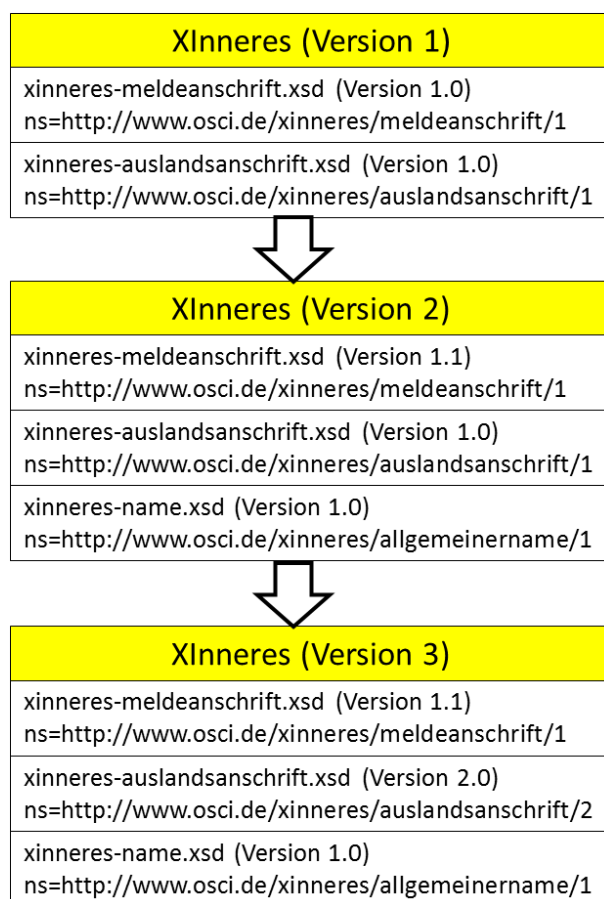 XInneres (Version 1)
xinneres-meldeanschrift.xsd (Version 1.0)
ns=http://www.osci.de/xinneres/meldeanschrift/1
xinneres-auslandsanschrift.xsd (Version 1.0)
ns=http://www.osci.de/xinneres/auslandsanschrift/1
XInneres (Version 2)
xinneres-meldeanschrift.xsd (Version 1.1)
ns=http://www.osci.de/xinneres/meldeanschrift/1
xinneres-auslandsanschrift.xsd (Version 1.0)
ns=http://www.osci.de/xinneres/auslandsanschrift/1
xinneres-name.xsd (Version 1.0)
ns=http://www.osci.de/xinneres/allgemeinername/1
XInneres (Version 3)
xinneres-meldeanschrift.xsd (Version 1.1)
ns=http://www.osci.de/xinneres/meldeanschrift/1
xinneres-auslandsanschrift.xsd (Version 2.0)
ns=http://www.osci.de/xinneres/auslandsanschrift/2
xinneres-name.xsd (Version 1.0)
ns=http://www.osci.de/xinneres/allgemeinername/1